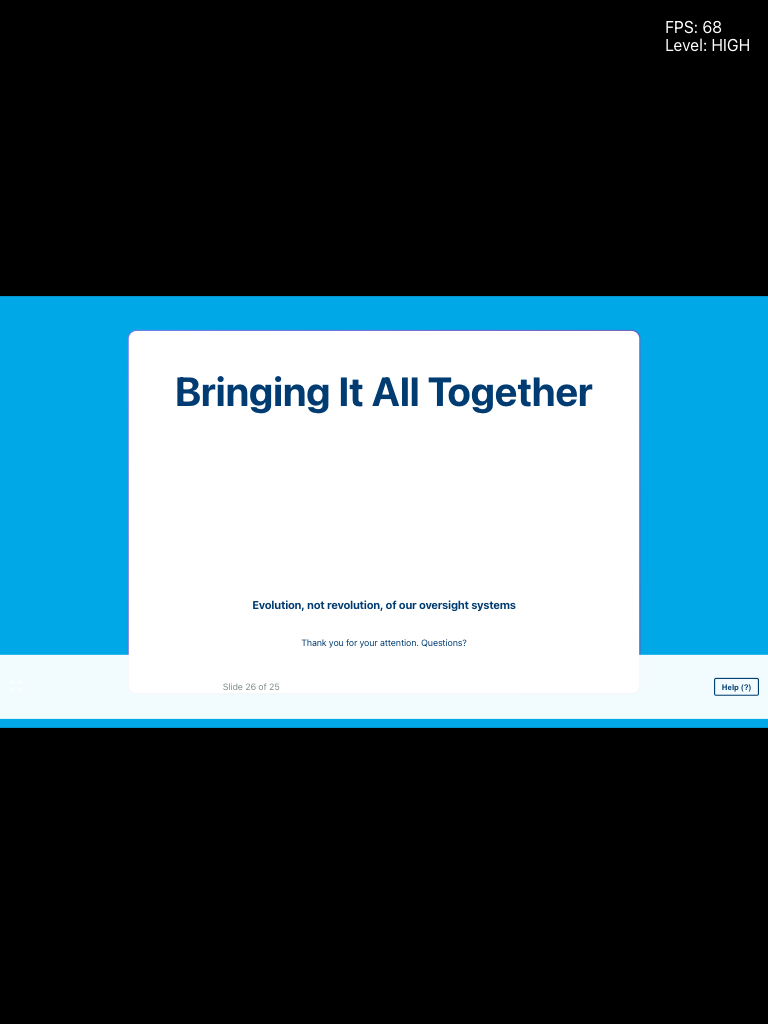 FPS: 68
Level: HIGH
Bringing It All Together
Evolution, not revolution, of our oversight systems
Thank you for your attention. Questions?
Slide 26 of 25
Help (?)